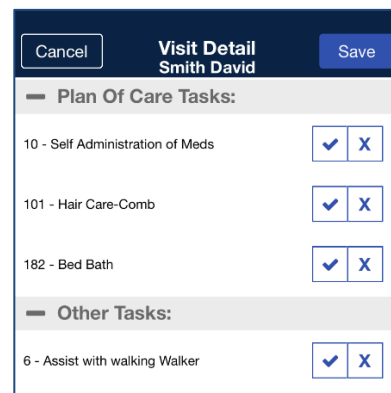 Cancel
Visit Detail
Save
Smith David
Plan Of Care Tasks:
10 - Self Administration of Meds
X
101 - Hair Care-Comb
X
182 - Bed Bath
X
Other Tasks:
6 - Assist with walking Walker
X